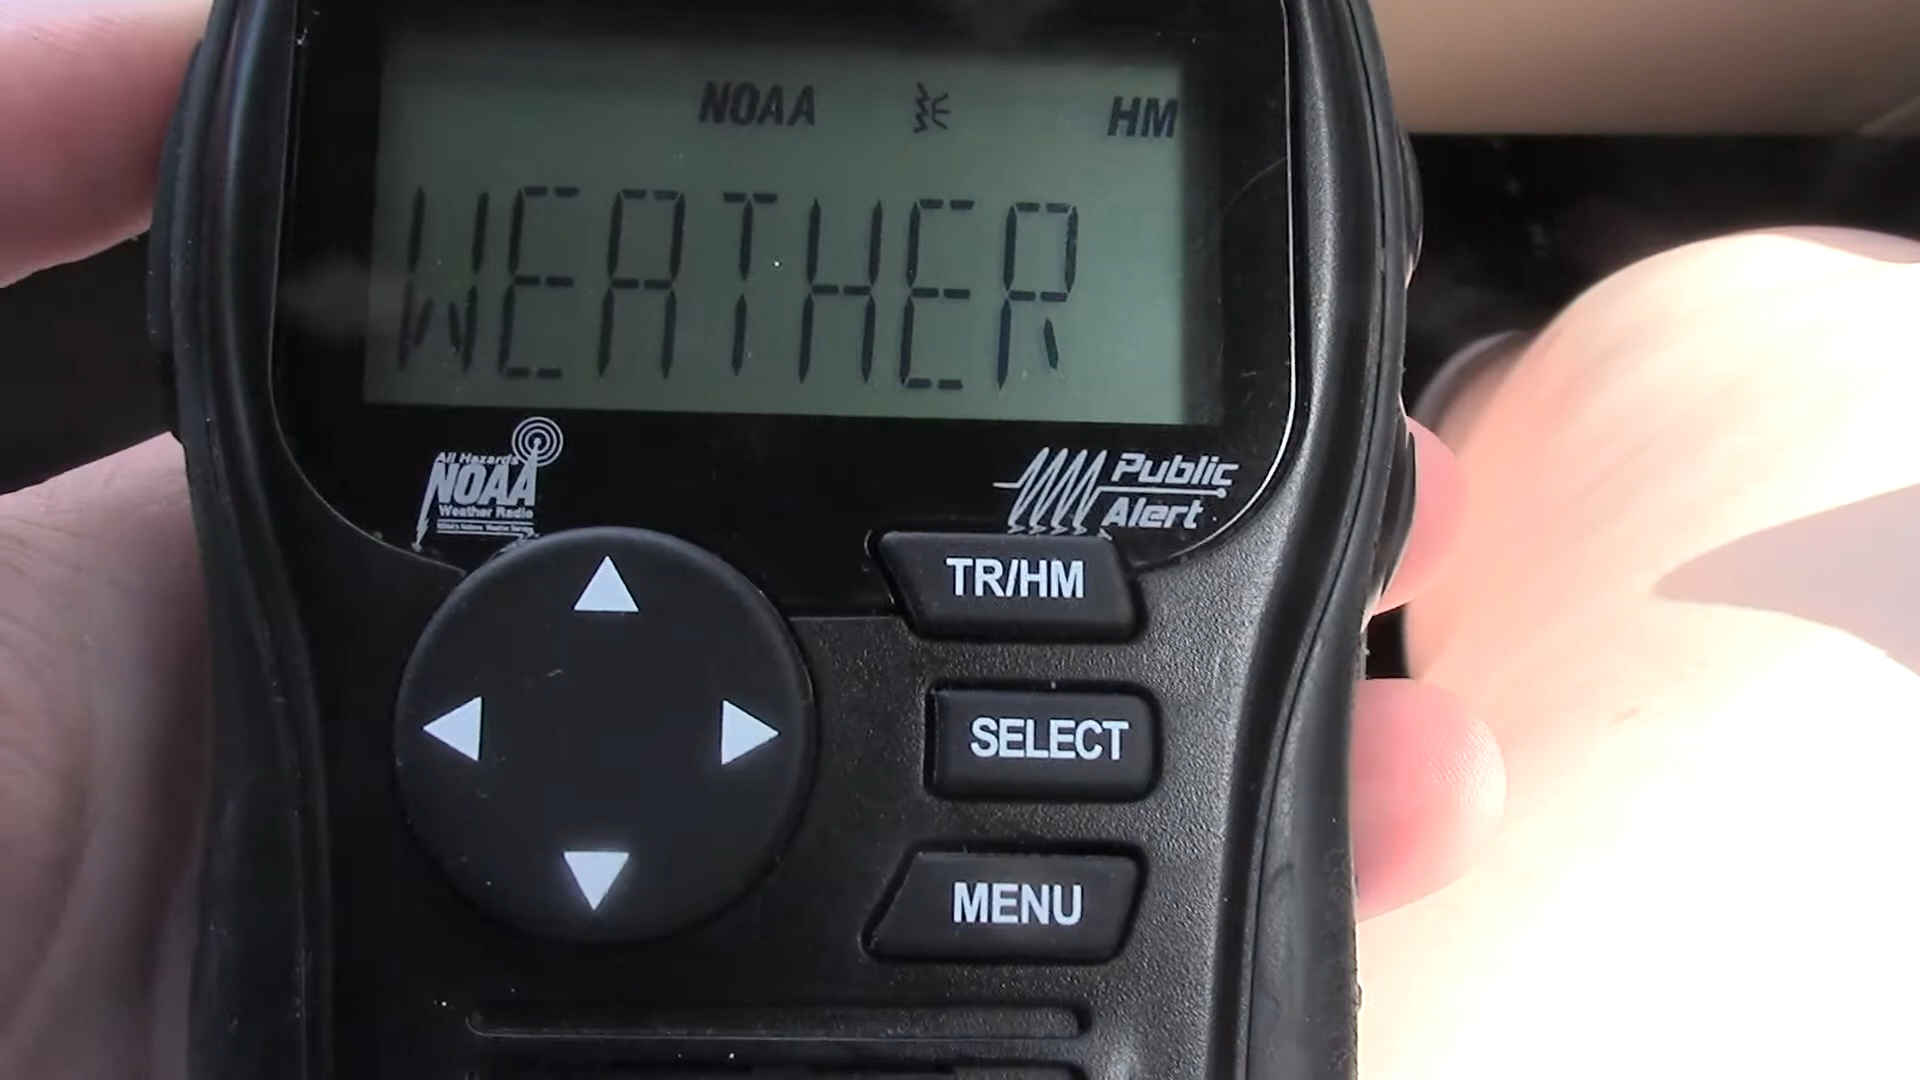 NOAA HM
WEATHER
All Hazards
NOAA
Weather Radio
Public
Alert
TR/HM
SELECT
MENU